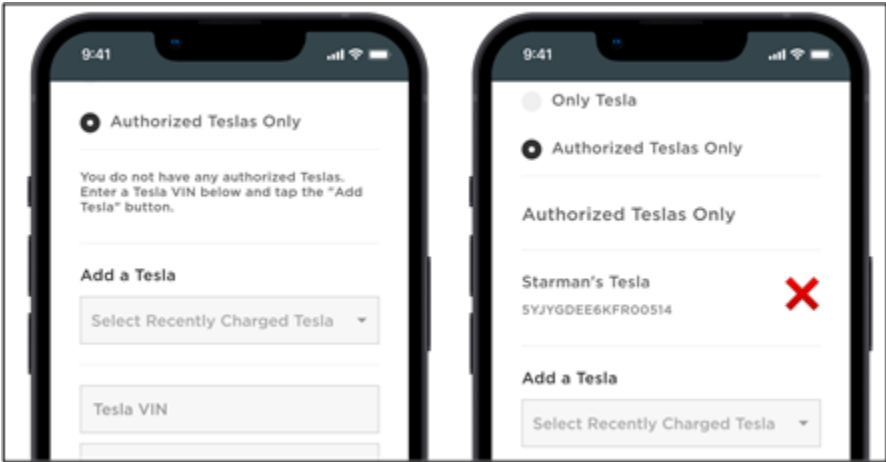 9:41
Authorized Teslas Only
You do not have any authorized Teslas.
Enter a Tesla VIN below and tap the "Add
Tesla" button.
Add a Tesla
Select Recently Charged Tesla
Tesla VIN
9:41
Only Tesla
Authorized Teslas Only
Authorized Teslas Only
Starman's Tesla
5YJYGDEE6KFR00514
Add a Tesla
Select Recently Charged Tesla